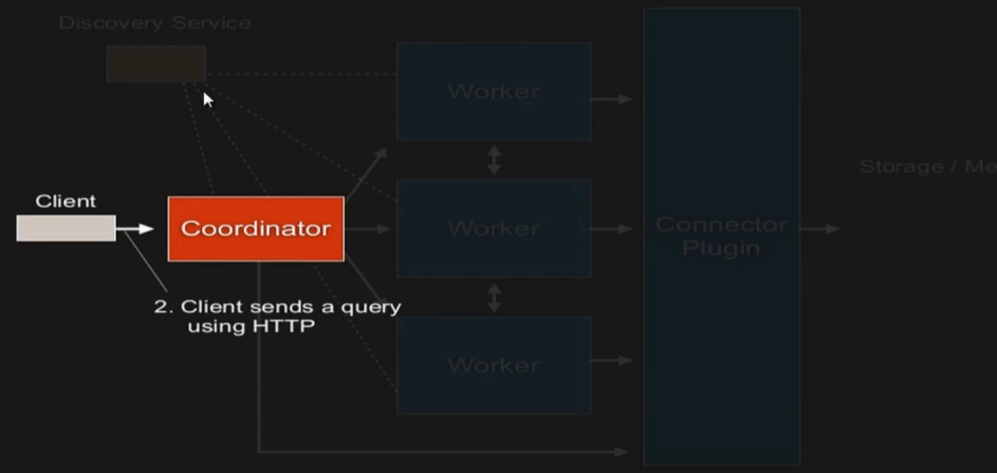 Discovery Service
Worker
Storage / Me
Client
Coordinator
Worker
Connector
Plugin
2. Client sends a query
using HTTP
Worker